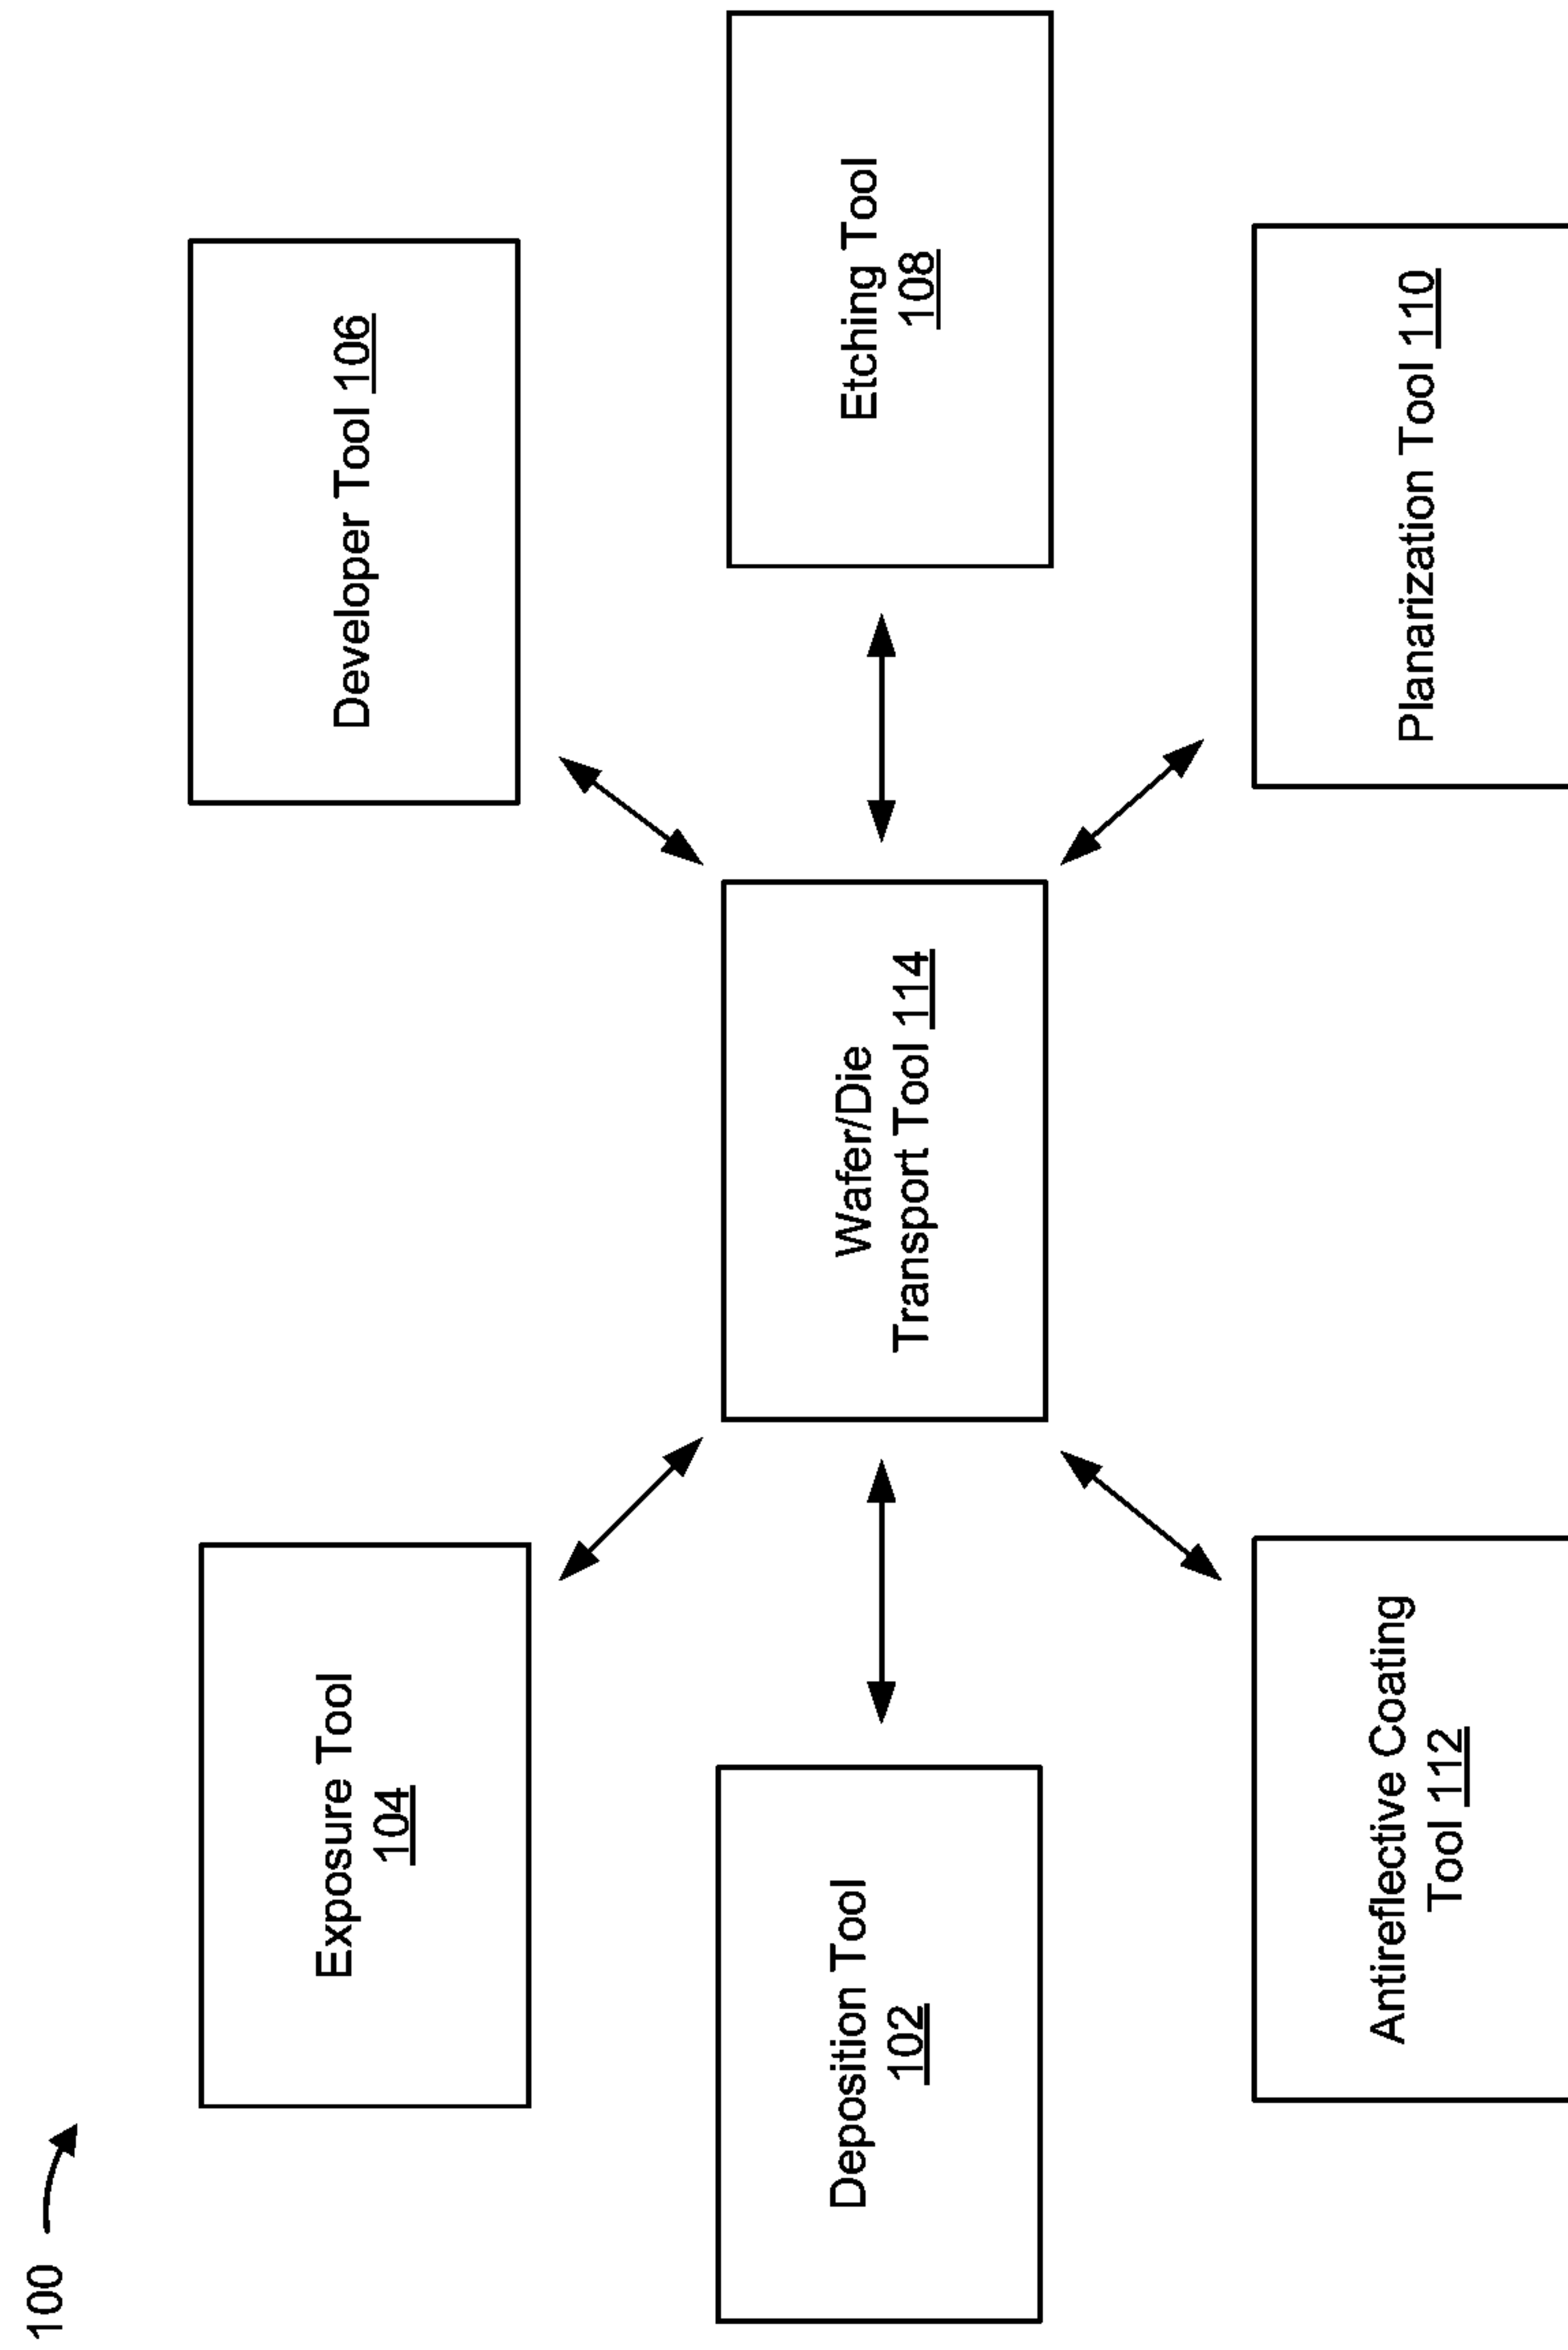 100
Exposure Tool
104
Developer Tool 106
Deposition Tool
102
Wafer/Die
Transport Tool 114
Etching Tool
108
Antireflective Coating
Tool 112
Planarization Tool 110